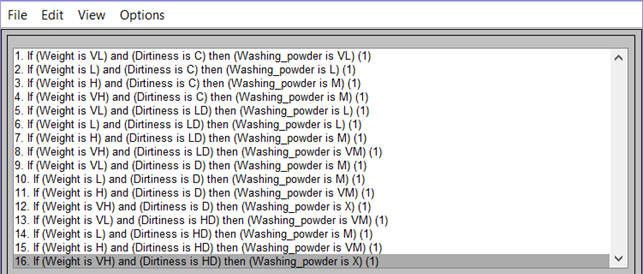 File Edit View Options
1. If (Weight is VL) and (Dirtiness is C) then (Washing_powder is VL) (1)
2. If (Weight is L) and (Dirtiness is C) then (Washing_powder is L) (1)
3. If (Weight is H) and (Dirtiness is C) then (Washing_powder is M) (1)
4. If (Weight is VH) and (Dirtiness is C) then (Washing_powder is M) (1)
5. If (Weight is VL) and (Dirtiness is LD) then (Washing_powder is L) (1)
6. If (Weight is L) and (Dirtiness is LD) then (Washing_powder is L) (1)
7. If (Weight is H) and (Dirtiness is LD) then (Washing_powder is M) (1)
8. If (Weight is VH) and (Dirtiness is LD) then (Washing_powder is VM) (1)
9. If (Weight is VL) and (Dirtiness is D) then (Washing_powder is M) (1)
10. If (Weight is L) and (Dirtiness is D) then (Washing_powder is M) (1)
11. If (Weight is H) and (Dirtiness is D) then (Washing_powder is VM) (1)
12. If (Weight is VH) and (Dirtiness is D) then (Washing_powder is X) (1)
13. If (Weight is VL) and (Dirtiness is HD) then (Washing_powder is VM) (1)
14. If (Weight is L) and (Dirtiness is HD) then (Washing_powder is M) (1)
15. If (Weight is H) and (Dirtiness is HD) then (Washing_powder is VM) (1)
16. If (Weight is VH) and (Dirtiness is HD) then (Washing_powder is X) (1)